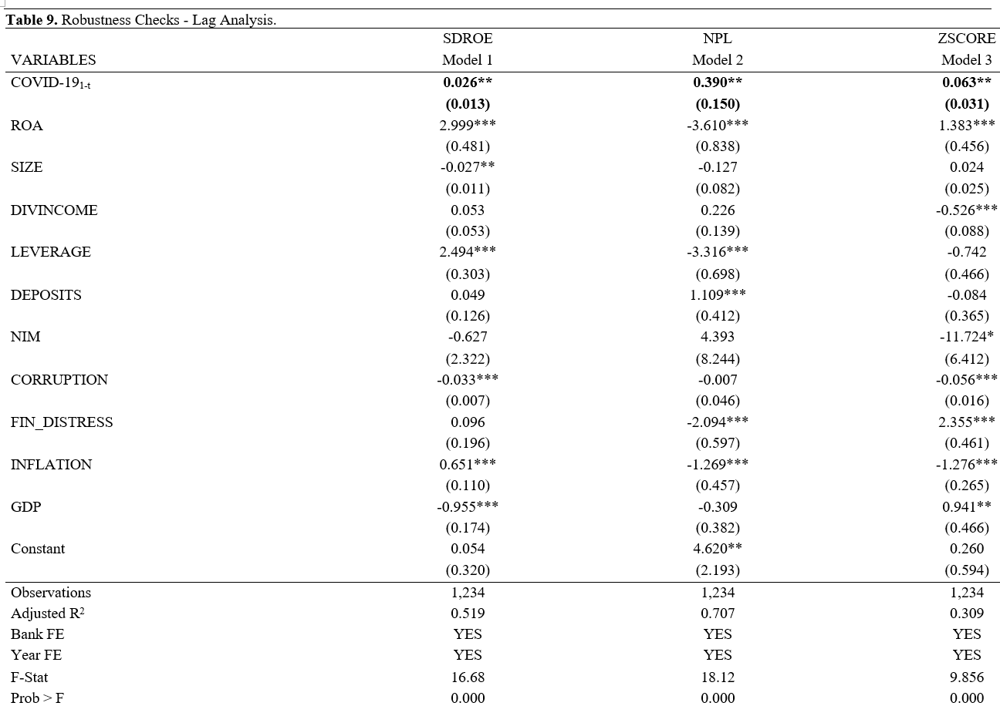 Table 9. Robustness Checks - Lag Analysis.
SDROE NPL ZSCORE
VARIABLES Model 1 Model 2 Model 3
COVID-191-t 0.026** 0.390** 0.063**
(0.013) (0.150) (0.031)
ROA 2.999*** -3.610*** 1.383***
(0.481) (0.838) (0.456)
SIZE -0.027** -0.127 0.024
(0.011) (0.082) (0.025)
DIVINCOME 0.053 0.226 -0.526***
(0.053) (0.139) (0.088)
LEVERAGE 2.494*** -3.316*** -0.742
(0.303) (0.698) (0.466)
DEPOSITS 0.049 1.109*** -0.084
(0.126) (0.412) (0.365)
NIM -0.627 4.393 -11.724*
(2.322) (8.244) (6.412)
CORRUPTION -0.033*** -0.007 -0.056***
(0.007) (0.046) (0.016)
FIN_DISTRESS 0.096 -2.094*** 2.355***
(0.196) (0.597) (0.461)
INFLATION 0.651*** -1.269*** -1.276***
(0.110) (0.457) (0.265)
GDP -0.955*** -0.309 0.941**
(0.174) (0.382) (0.466)
Constant 0.054 4.620** 0.260
(0.320) (2.193) (0.594)
Observations 1,234 1,234 1,234
Adjusted R2 0.519 0.707 0.309
Bank FE YES YES YES
Year FE YES YES YES
F-Stat 16.68 18.12 9.856
Prob > F 0.000 0.000 0.000